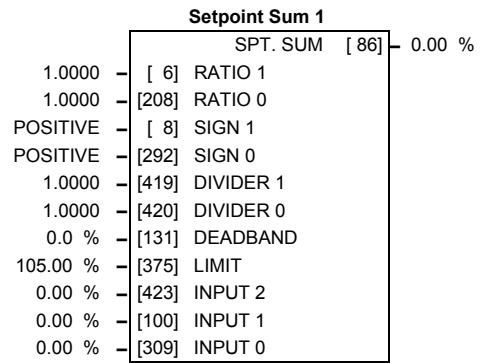 Setpoint Sum 1
SPT. SUM [ 86] – 0.00 %
1.0000 – [ 6] RATIO 1
1.0000 – [208] RATIO 0
POSITIVE – [ 8] SIGN 1
POSITIVE – [292] SIGN 0
1.0000 – [419] DIVIDER 1
1.0000 – [420] DIVIDER 0
0.0 % – [131] DEADBAND
105.00 % – [375] LIMIT
0.00 % – [423] INPUT 2
0.00 % – [100] INPUT 1
0.00 % – [309] INPUT 0